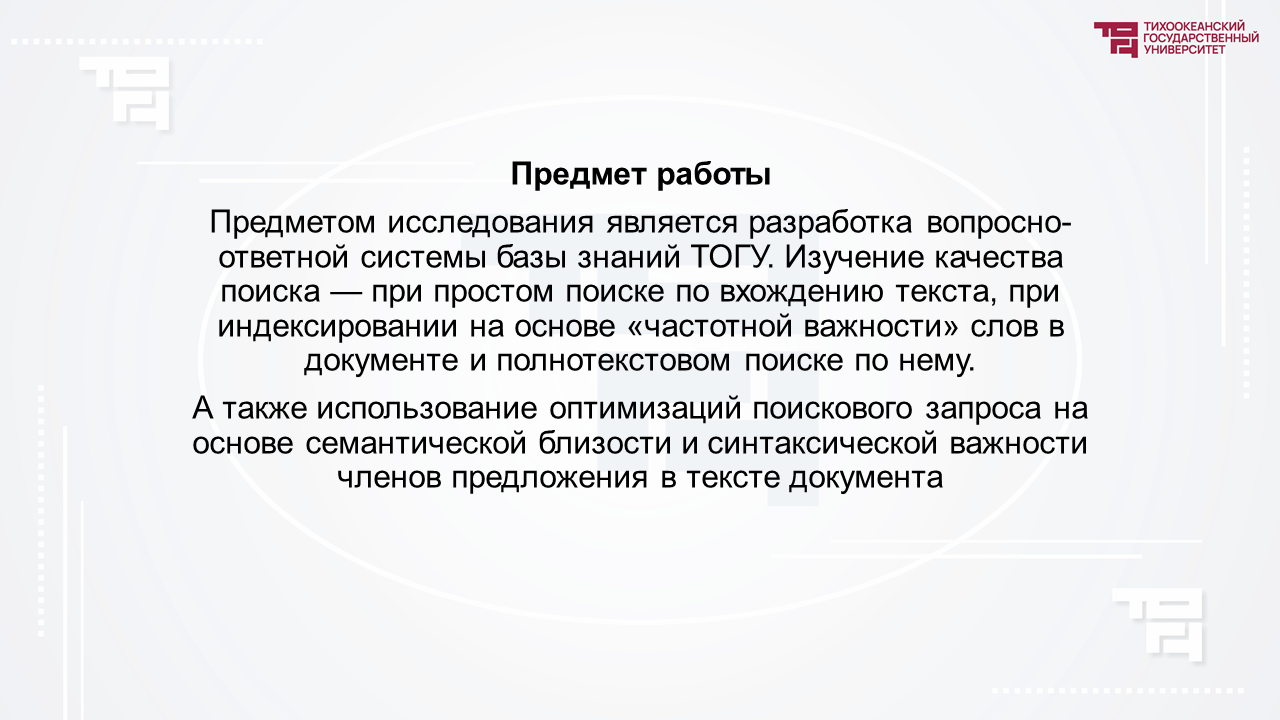 ТИХООКЕАНСКИЙ
ГОСУДАРСТВЕННЫЙ
УНИВЕРСИТЕТ
Предмет работы
Предметом исследования является разработка вопросно-
ответной системы базы знаний ТОГУ. Изучение качества
поиска — при простом поиске по вхождению текста, при
индексировании на основе «частотной важности» слов в
документе и полнотекстовом поиске по нему.
А также использование оптимизаций поискового запроса на
основе семантической близости и синтаксической важности
членов предложения в тексте документа